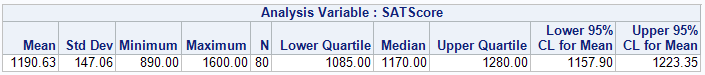 Analysis Variable : SATScore
Lower 95% Upper 95%
Mean Std Dev Minimum Maximum N Lower Quartile Median Upper Quartile CL for Mean CL for Mean
1190.63 147.06 890.00 1600.00 80 1085.00 1170.00 1280.00 1157.90 1223.35